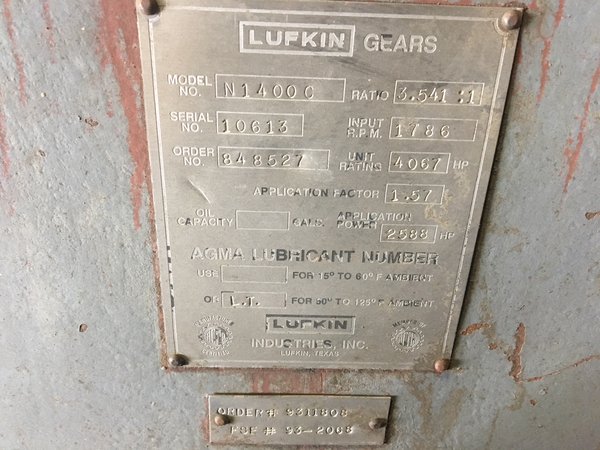 LUFKIN GEARS
MODEL NO. N1400C RATIO 3.541 :1
SERIAL NO. 10613 INPUT R.P.M. 1786
ORDER NO. 848527 UNIT RATING 4067 HP
APPLICATION FACTOR 1.57
OIL CAPACITY GALS. APPLICATION POWER 2588 HP
AGMA LUBRICANT NUMBER
USE FOR 15° TO 60° F AMBIENT
OR L.T. FOR 50° TO 125° F AMBIENT
LUFKIN
INDUSTRIES, INC.
LUFKIN, TEXAS
ORDER # 9311808
# 93-2068